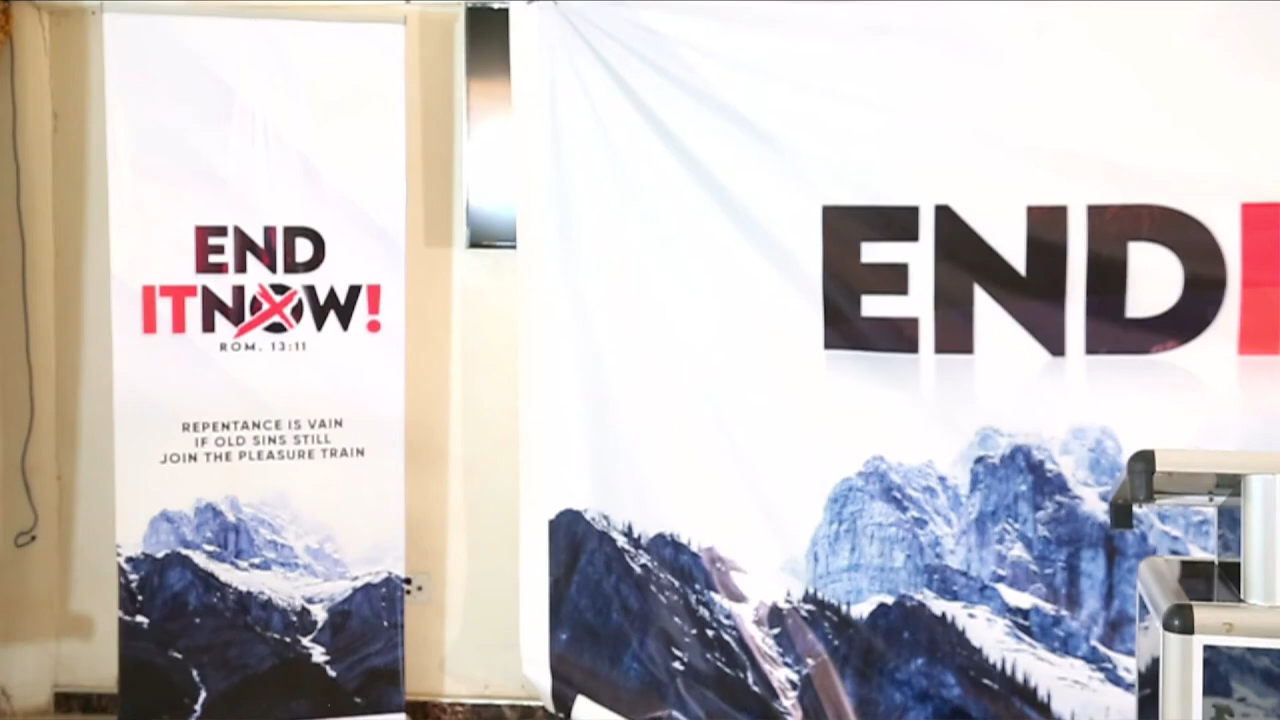 END
ITNOW!
ROM. 13:11
REPENTANCE IS VAIN
IF OLD SINS STILL
JOIN THE PLEASURE TRAIN
END